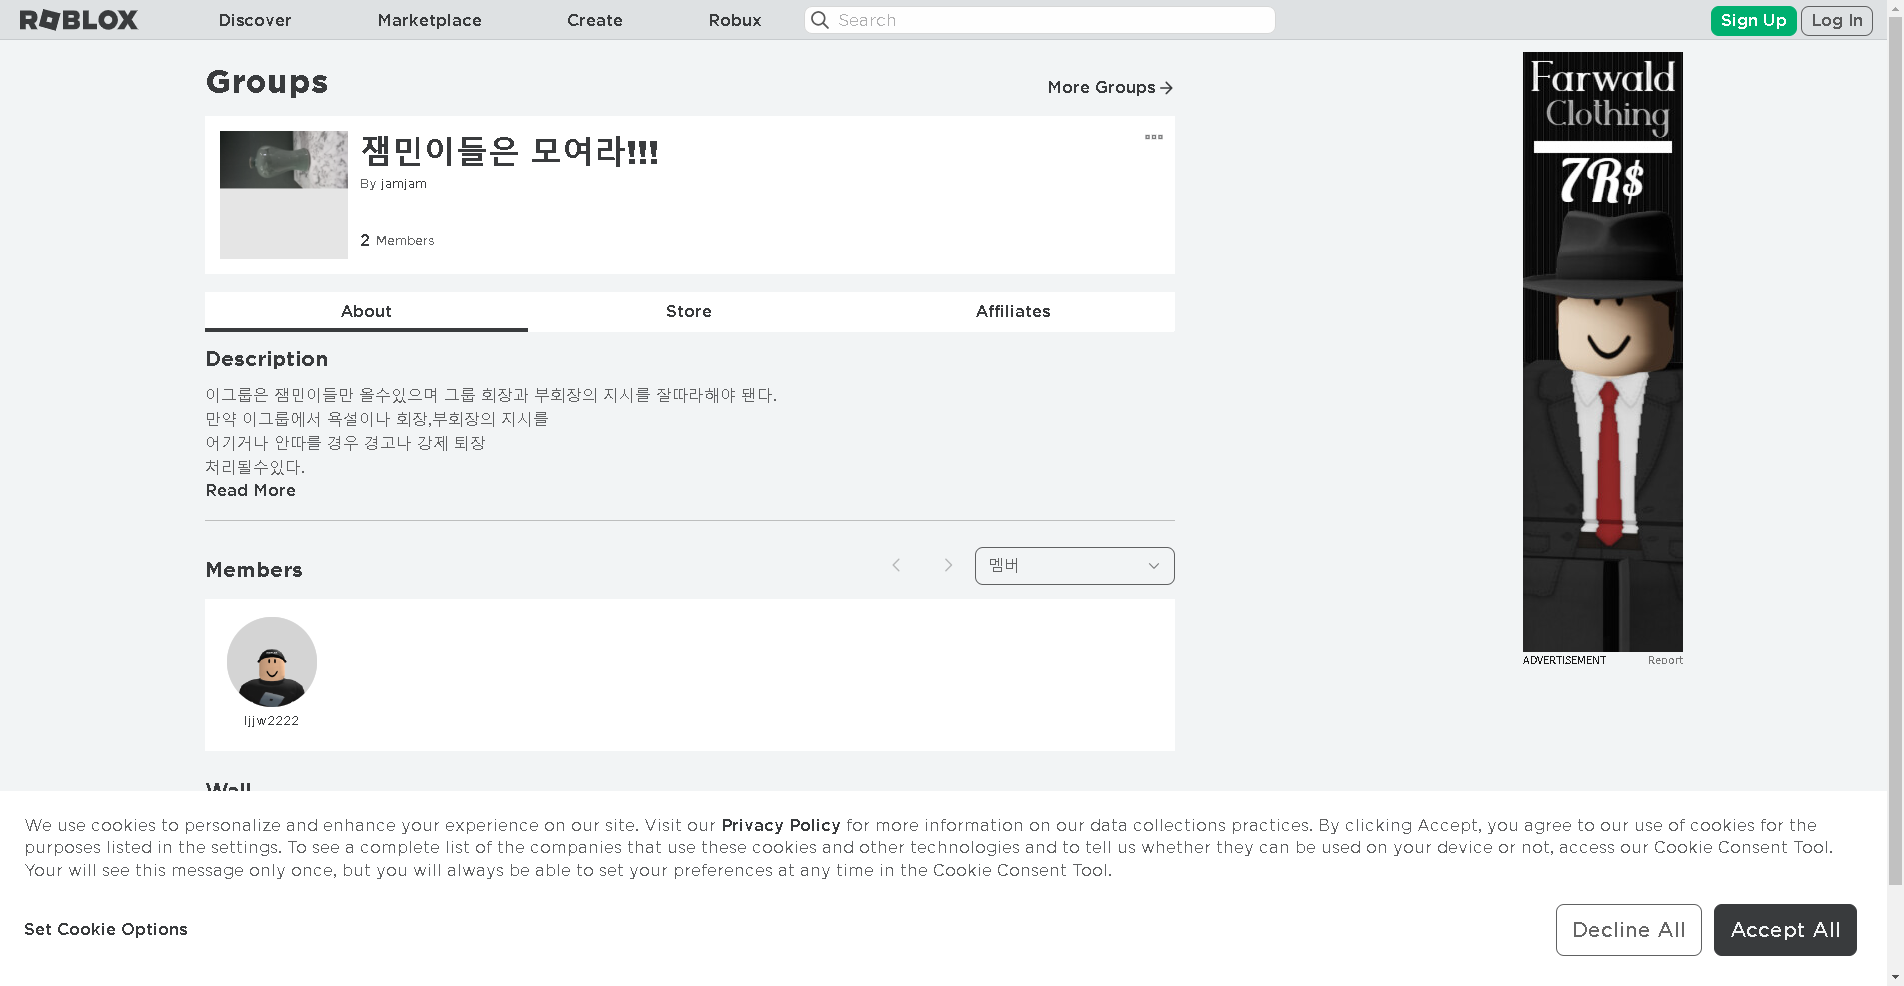 ROBLOX
Discover
Marketplace
Create
Robux
Search
Sign Up
Log In
Groups
More Groups
잼민이들은 모여라!!!
By jamjam
2 Members
About
Store
Affiliates
Description
이그룹은 잼민이들만 올수있으며 그룹 회장과 부회장의 지시를 잘따라해야 됀다.
만약 이그룹에서 욕설이나 회장,부회장의 지시를
어기거나 안따를 경우 경고나 강제 퇴장
처리될수있다.
Read More
Members
멤버
ljjw2222
Wall
Farwald
Clothing
7R$
ADVERTISEMENT
Report
We use cookies to personalize and enhance your experience on our site. Visit our Privacy Policy for more information on our data collections practices. By clicking Accept, you agree to our use of cookies for the
purposes listed in the settings. To see a complete list of the companies that use these cookies and other technologies and to tell us whether they can be used on your device or not, access our Cookie Consent Tool.
Your will see this message only once, but you will always be able to set your preferences at any time in the Cookie Consent Tool.
Set Cookie Options
Decline All
Accept All